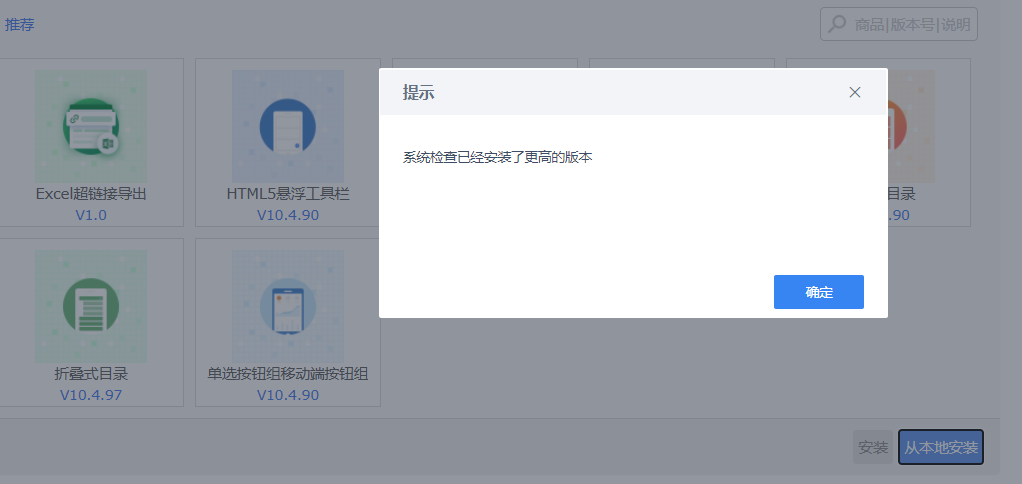 推荐
商品|版本号|说明
提示
系统检查已经安装了更高的版本
确定
Excel超链接导出
V1.0
HTML5悬浮工具栏
V10.4.90
目录
.90
折叠式目录
V10.4.97
单选按钮组移动端按钮组
V10.4.90
安装
从本地安装